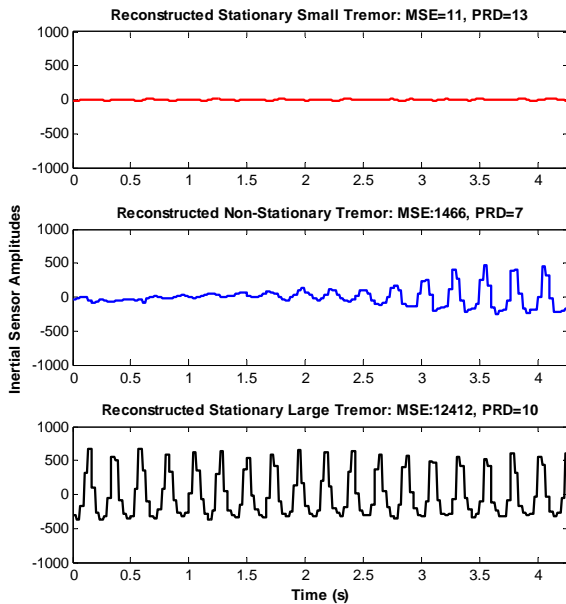 Reconstructed Stationary Small Tremor: MSE=11, PRD=13
1000
500
0
-500
-1000
0 0.5 1 1.5 2 2.5 3 3.5 4
Reconstructed Non-Stationary Tremor: MSE:1466, PRD=7
1000
500
0
-500
-1000
0 0.5 1 1.5 2 2.5 3 3.5 4
Inertial Sensor Amplitudes
Reconstructed Stationary Large Tremor: MSE:12412, PRD=10
1000
500
0
-500
-1000
0 0.5 1 1.5 2 2.5 3 3.5 4
Time (s)